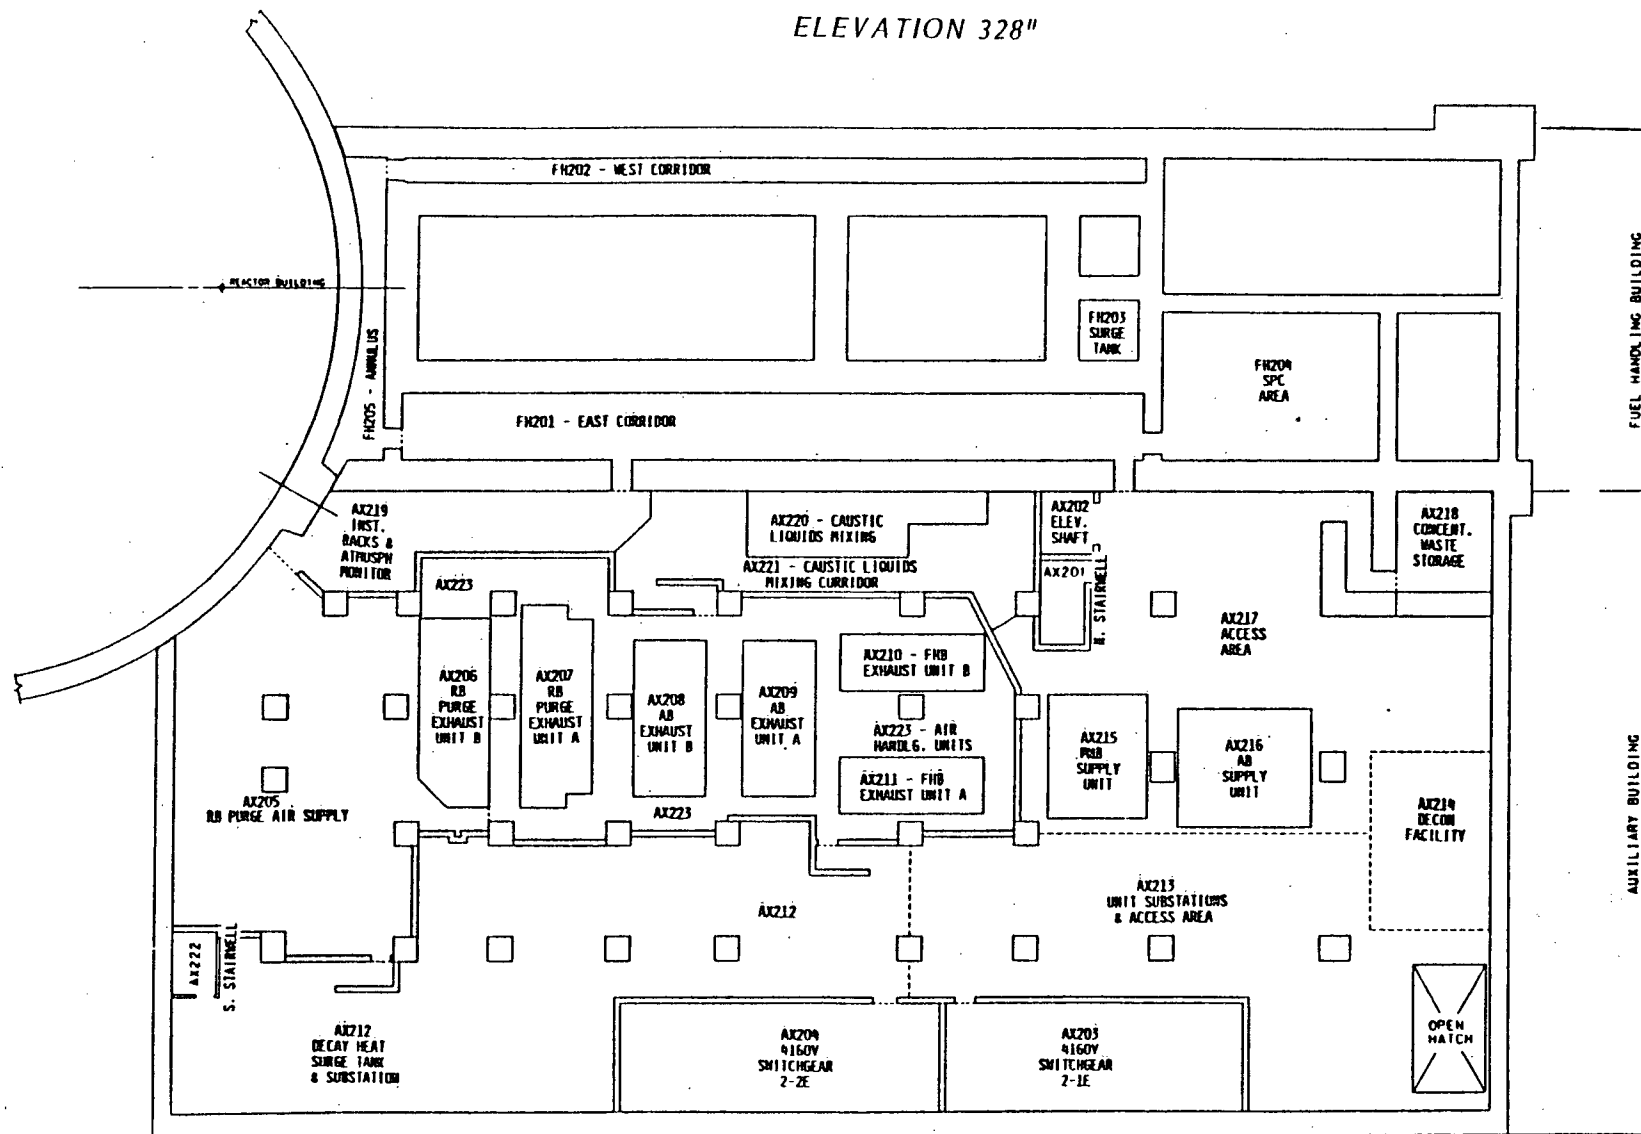 ELEVATION 328"
FH202 - WEST CORRIDOR
REACTOR BUILDING
FH203
SURGE
TANK
FH204
SPC
AREA
FH205 - ANNULUS
FH201 - EAST CORRIDOR
FUEL HANDLING BUILDING
AX219
INST.
RACKS &
ATMOSPH
MONITOR
AX220 - CAUSTIC
LIQUIDS MIXING
AX202
ELEV.
SHAFT
AX218
CONCENT.
WASTE
STORAGE
AX221 - CAUSTIC LIQUIDS
MIXING CURRIDOR
AX223
AX201
N. STAIRWELL
AX217
ACCESS
AREA
AX206
RB
PURGE
EXHAUST
UNIT B
AX207
RB
PURGE
EXHAUST
UNIT A
AX208
AB
EXHAUST
UNIT B
AX209
AB
EXHAUST
UNIT A
AX210 - FHB
EXHAUST UNIT B
AX223 - AIR
HANDLG. UNITS
AX211 - FHB
EXHAUST UNIT A
AX215
FHB
SUPPLY
UNIT
AX216
AB
SUPPLY
UNIT
AX205
RB PURGE AIR SUPPLY
AX223
AX214
DECON
FACILITY
AUXILIARY BUILDING
AX212
AX213
UNIT SUBSTATIONS
& ACCESS AREA
AX222
S. STAIRWELL
AX212
DECAY HEAT
SURGE TANK
& SUBSTATION
AX204
4160V
SWITCHGEAR
2-2E
AX203
4160V
SWITCHGEAR
2-1E
OPEN
HATCH